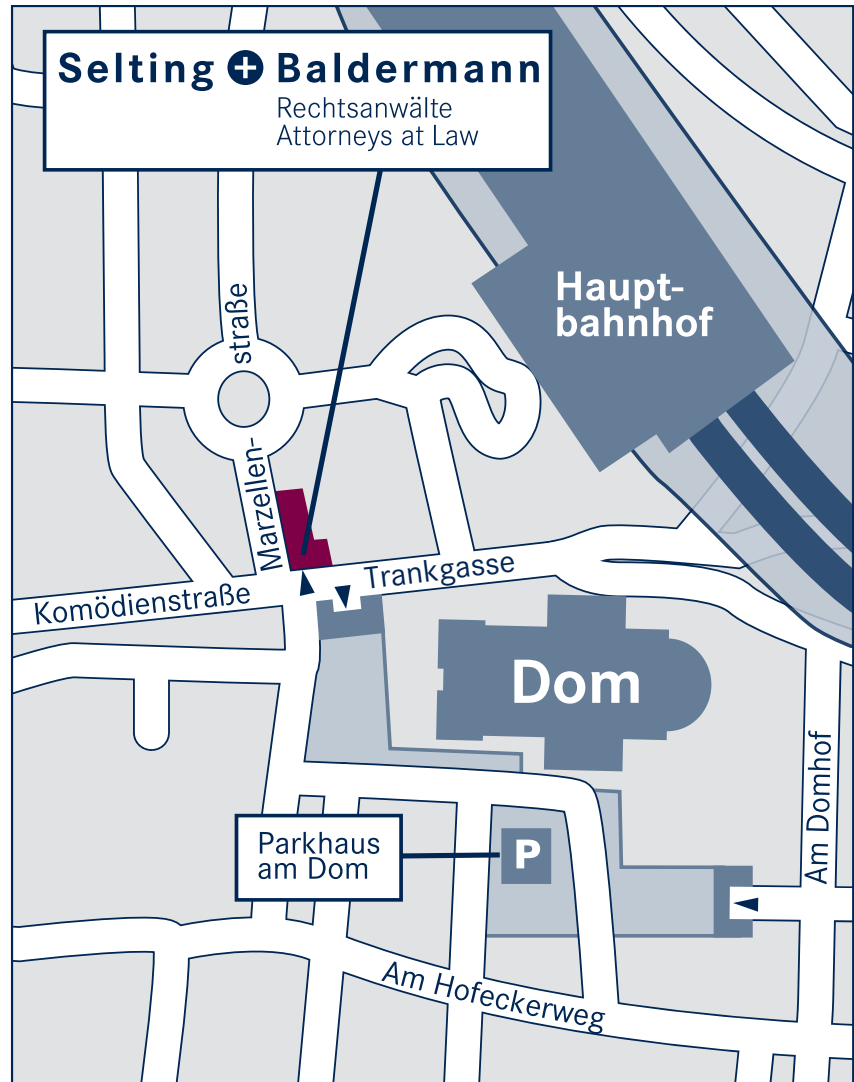 Selting + Baldermann
Rechtsanwälte
Attorneys at Law
Haupt-
bahnhof
straße
Marzellen-
Trankgasse
Komödienstraße
Dom
Am Domhof
Parkhaus
am Dom
P
Am Hofeckerweg